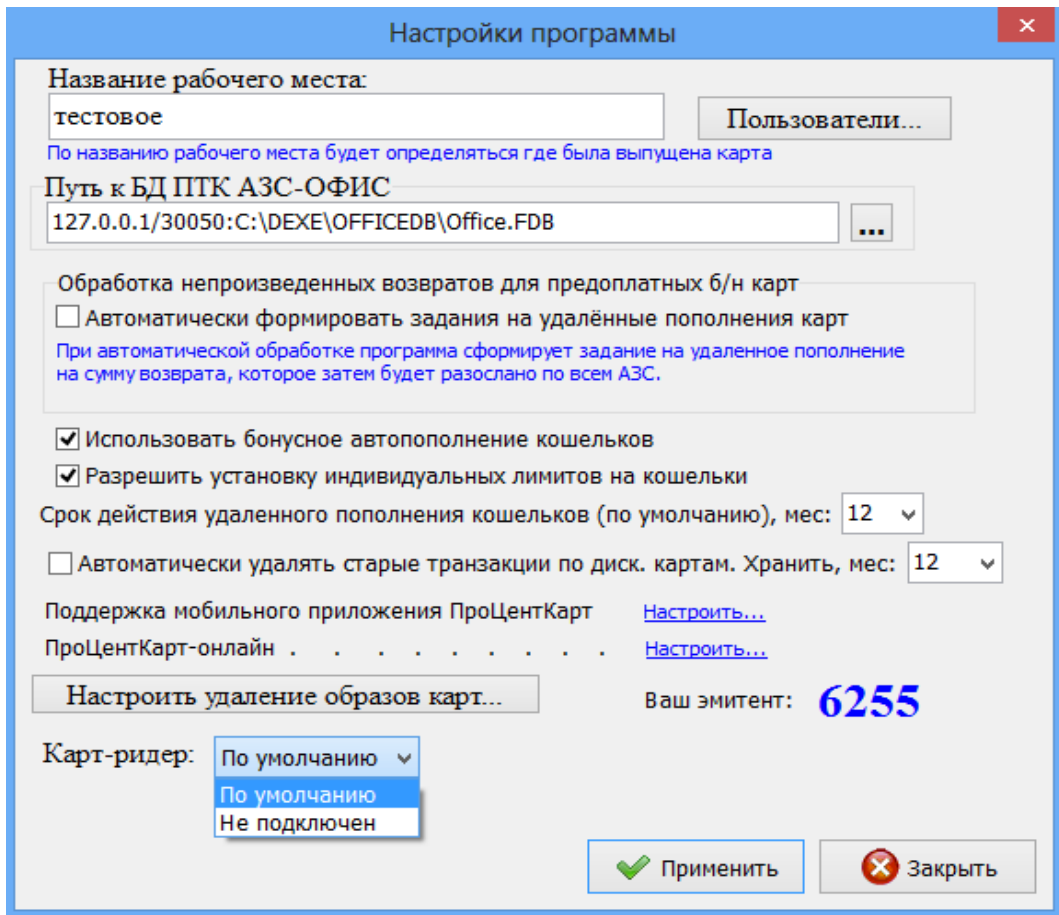 Настройки программы
Название рабочего места:
тестовое
Пользователи...
По названию рабочего места будет определяться где была выпущена карта
Путь к БД ПТК АЗС-ОФИС
127.0.0.1/30050:C:\DEXE\OFFICEDB\Office.FDB
...
Обработка непроизведенных возвратов для предоплатных б/н карт
Автоматически формировать задания на удалённые пополнения карт
При автоматической обработке программа сформирует задание на удаленное пополнение
на сумму возврата, которое затем будет разослано по всем АЗС.
Использовать бонусное автопополнение кошельков
Разрешить установку индивидуальных лимитов на кошельки
Срок действия удаленного пополнения кошельков (по умолчанию), мес: 12
Автоматически удалять старые транзакции по диск. картам. Хранить, мес: 12
Поддержка мобильного приложения ПроЦентКарт Настроить...
ПроЦентКарт-онлайн . . . . . . . . . Настроить...
Настроить удаление образов карт...
Ваш эмитент: 6255
Карт-ридер: По умолчанию
По умолчанию
Не подключен
Применить
Закрыть